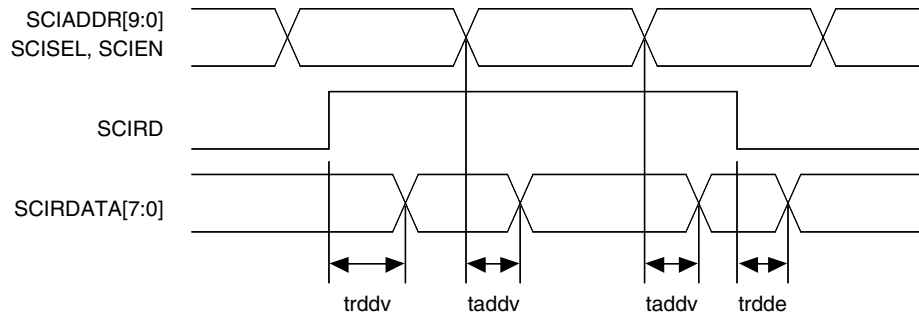 SCIADDR[9:0]
SCISEL, SCIEN
SCIRD
SCIRDATA[7:0]
trddv taddv taddv trdde